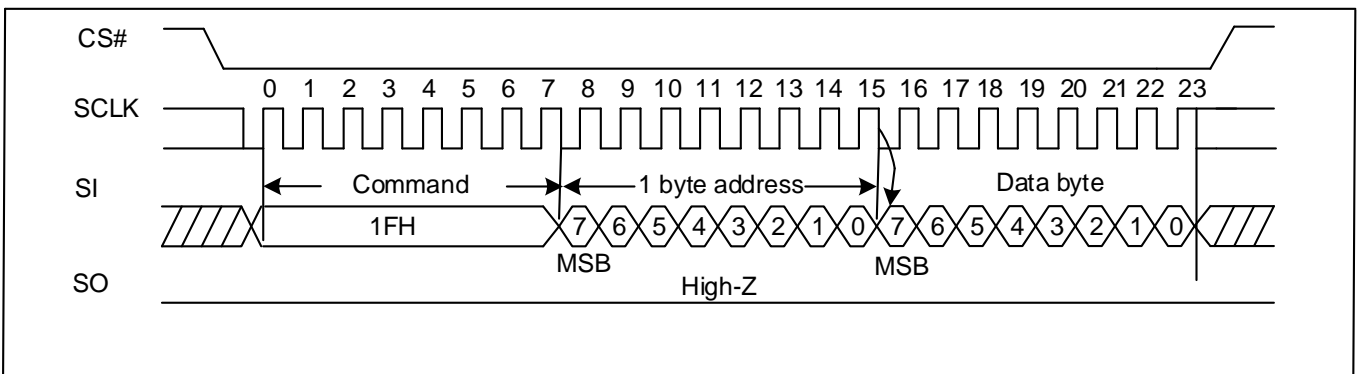 CS#
0 1 2 3 4 5 6 7 8 9 10 11 12 13 14 15 16 17 18 19 20 21 22 23
SCLK
SI Command 1 byte address Data byte
1FH 7 6 5 4 3 2 1 0 7 6 5 4 3 2 1 0
MSB MSB
SO High-Z